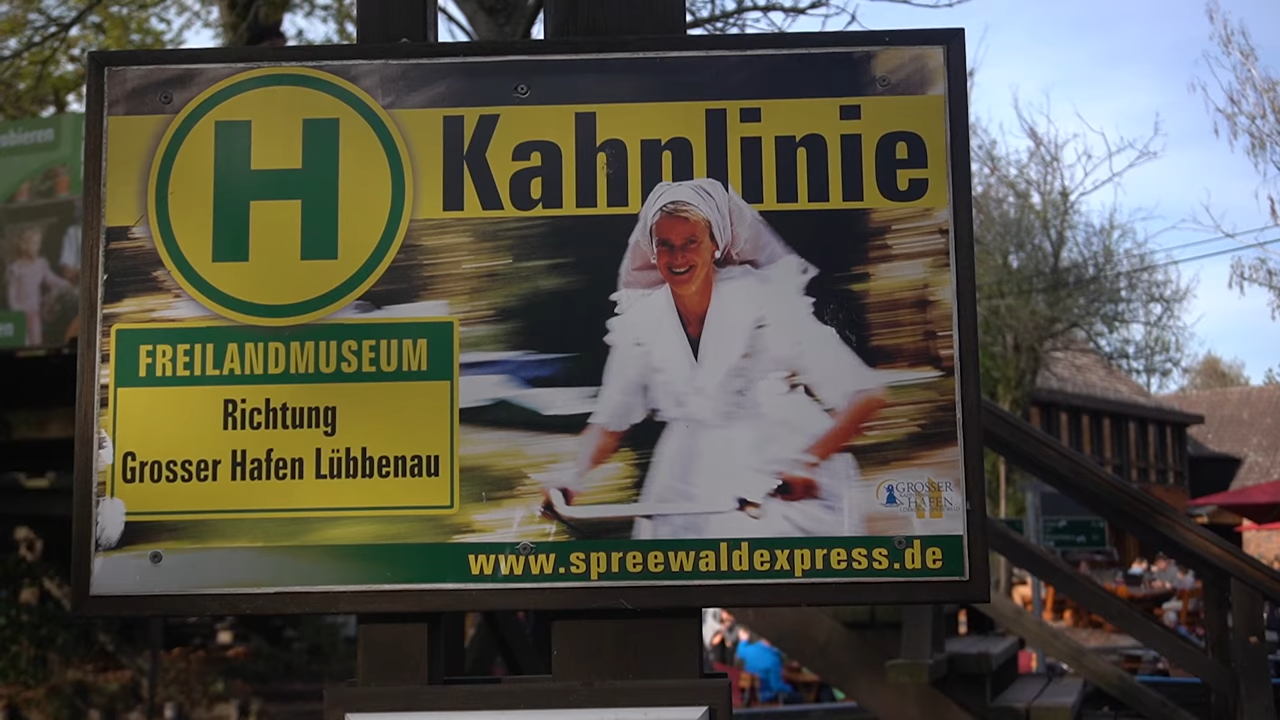 H
Kahnlinie
FREILANDMUSEUM
Richtung
Grosser Hafen Lübbenau
GROSSER
HAFEN
www.spreewaldexpress.de